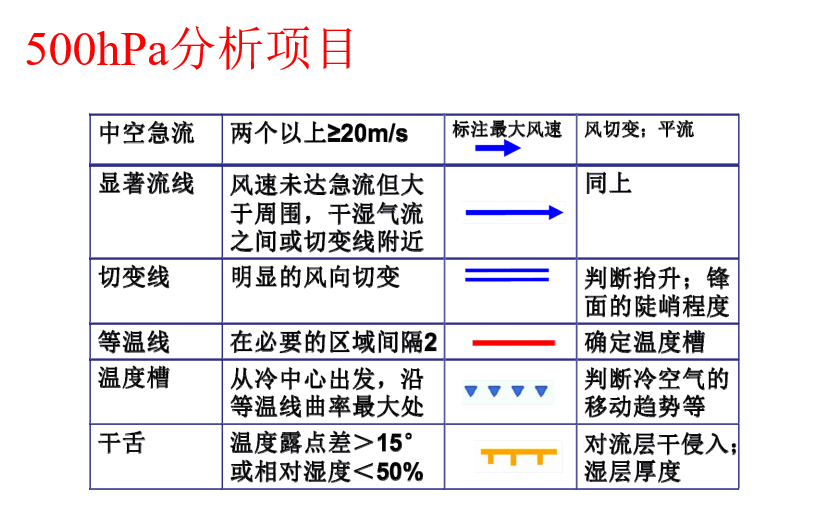 500hPa分析项目
中空急流
两个以上≥20m/s
标注最大风速
风切变；平流
显著流线
风速未达急流但大
于周围，干湿气流
之间或切变线附近
同上
切变线
明显的风向切变
判断抬升；锋
面的陡峭程度
等温线
在必要的区域间隔2
确定温度槽
温度槽
从冷中心出发，沿
等温线曲率最大处
判断冷空气的
移动趋势等
干舌
温度露点差＞15°
或相对湿度＜50%
对流层干侵入；
湿层厚度